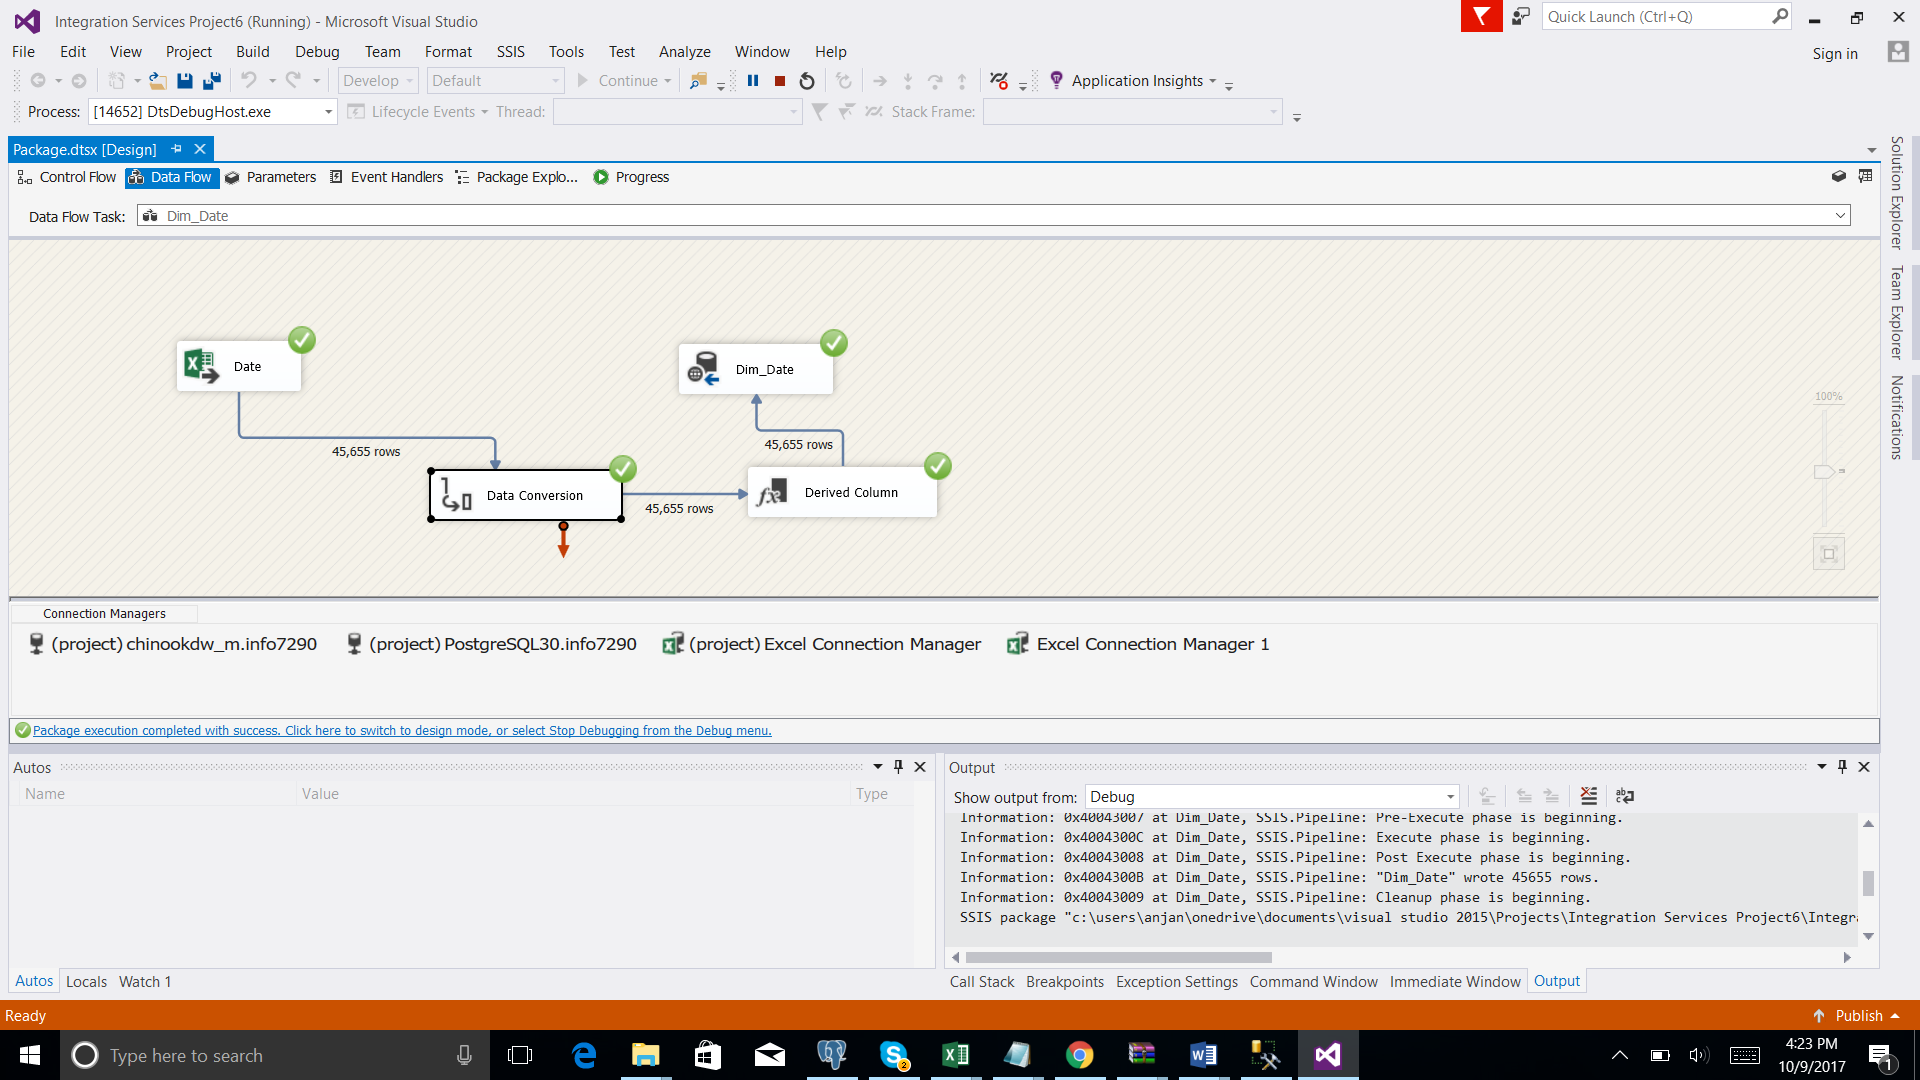 Integration Services Project6 (Running) - Microsoft Visual Studio
Quick Launch (Ctrl+Q)
File Edit View Project Build Debug Team Format SSIS Tools Test Analyze Window Help
Sign in
Develop Default Continue Application Insights
Process: [14652] DtsDebugHost.exe Lifecycle Events Thread: Stack Frame:
Package.dtsx [Design]
Control Flow Data Flow Parameters Event Handlers Package Explo... Progress
Data Flow Task: Dim_Date
Solution Explorer
Team Explorer
Notifications
Date
Dim_Date
100%
45,655 rows
45,655 rows
Data Conversion
Derived Column
45,655 rows
Connection Managers
(project) chinookdw_m.info7290 (project) PostgreSQL30.info7290 (project) Excel Connection Manager Excel Connection Manager 1
Package execution completed with success. Click here to switch to design mode, or select Stop Debugging from the Debug menu.
Autos
Name Value Type
Output
Show output from: Debug
Information: 0x40043007 at Dim_Date, SSIS.Pipeline: Pre-Execute phase is beginning.
Information: 0x4004300C at Dim_Date, SSIS.Pipeline: Execute phase is beginning.
Information: 0x40043008 at Dim_Date, SSIS.Pipeline: Post Execute phase is beginning.
Information: 0x4004300B at Dim_Date, SSIS.Pipeline: "Dim_Date" wrote 45655 rows.
Information: 0x40043009 at Dim_Date, SSIS.Pipeline: Cleanup phase is beginning.
SSIS package "c:\users\anjan\onedrive\documents\visual studio 2015\Projects\Integration Services Project6\Integra
Autos Locals Watch 1
Call Stack Breakpoints Exception Settings Command Window Immediate Window Output
Ready
Publish
Type here to search
2
4:23 PM
10/9/2017
1